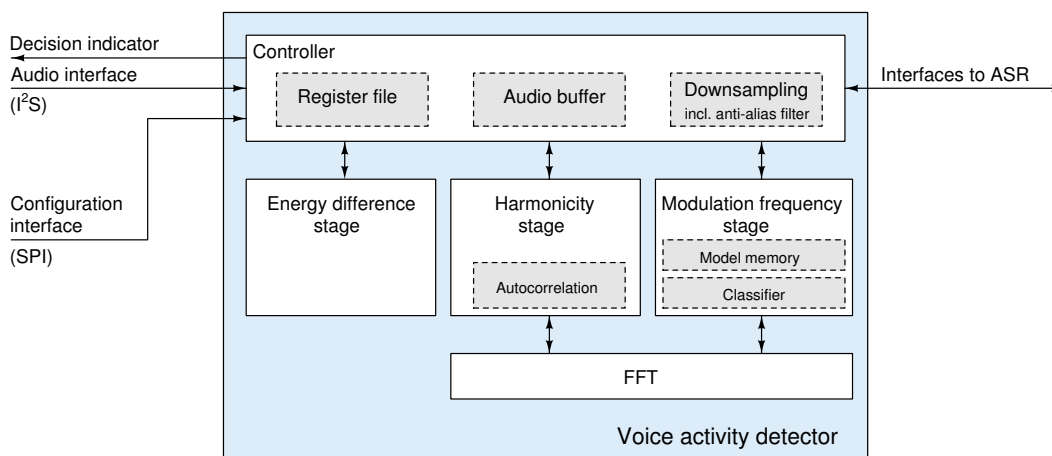 Decision indicator
Audio interface
(I²S)
Configuration
interface
(SPI)
Controller
Register file
Audio buffer
Downsampling
incl. anti-alias filter
Interfaces to ASR
Energy difference
stage
Harmonicity
stage
Autocorrelation
Modulation frequency
stage
Model memory
Classifier
FFT
Voice activity detector